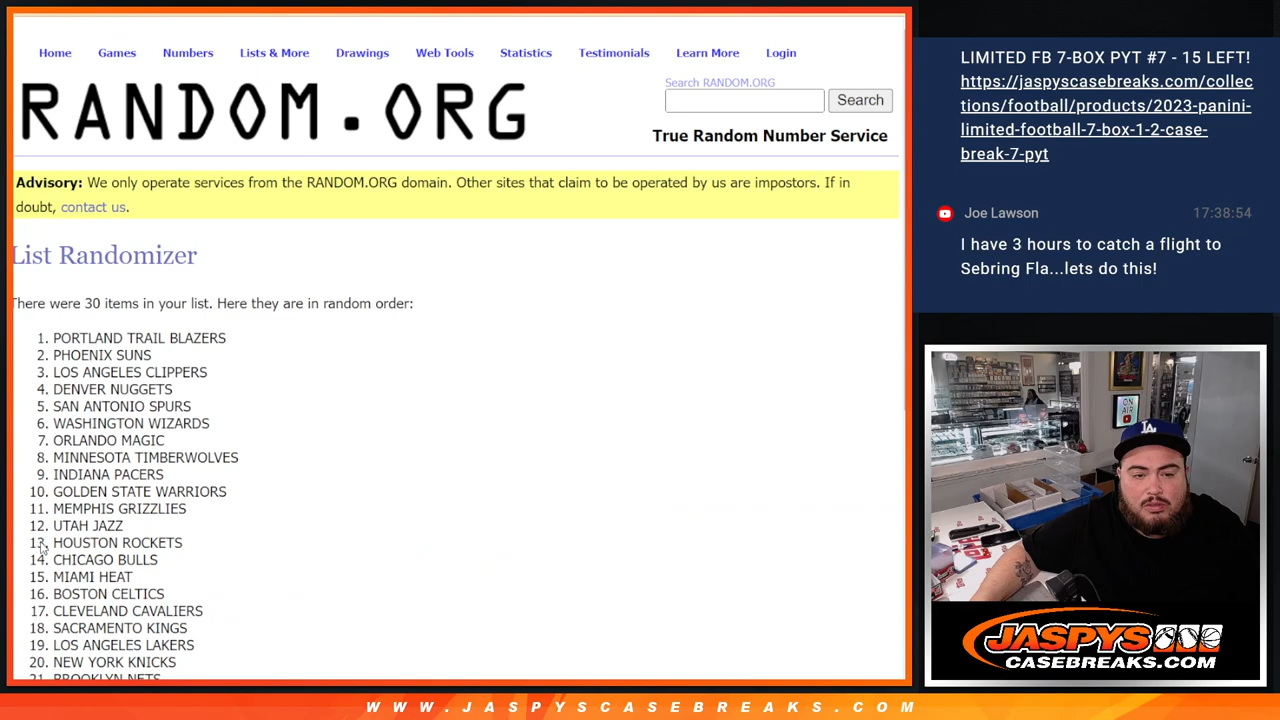 Home Games Numbers Lists & More Drawings Web Tools Statistics Testimonials Learn More Login
RANDOM.ORG
Search RANDOM.ORG
Search
True Random Number Service
Advisory: We only operate services from the RANDOM.ORG domain. Other sites that claim to be operated by us are impostors. If in
doubt, contact us.
List Randomizer
There were 30 items in your list. Here they are in random order:
1. PORTLAND TRAIL BLAZERS
2. PHOENIX SUNS
3. LOS ANGELES CLIPPERS
4. DENVER NUGGETS
5. SAN ANTONIO SPURS
6. WASHINGTON WIZARDS
7. ORLANDO MAGIC
8. MINNESOTA TIMBERWOLVES
9. INDIANA PACERS
10. GOLDEN STATE WARRIORS
11. MEMPHIS GRIZZLIES
12. UTAH JAZZ
13. HOUSTON ROCKETS
14. CHICAGO BULLS
15. MIAMI HEAT
16. BOSTON CELTICS
17. CLEVELAND CAVALIERS
18. SACRAMENTO KINGS
19. LOS ANGELES LAKERS
20. NEW YORK KNICKS
21. BROOKLYN NETS
LIMITED FB 7-BOX PYT #7 - 15 LEFT!
https://jaspyscasebreaks.com/collec
tions/football/products/2023-panini-
limited-football-7-box-1-2-case-
break-7-pyt
Joe Lawson 17:38:54
I have 3 hours to catch a flight to
Sebring Fla...lets do this!
ON
AIR
LA
JASPYS
CASEBREAKS.COM
WWW.JASPYSCASEBREAKS.COM